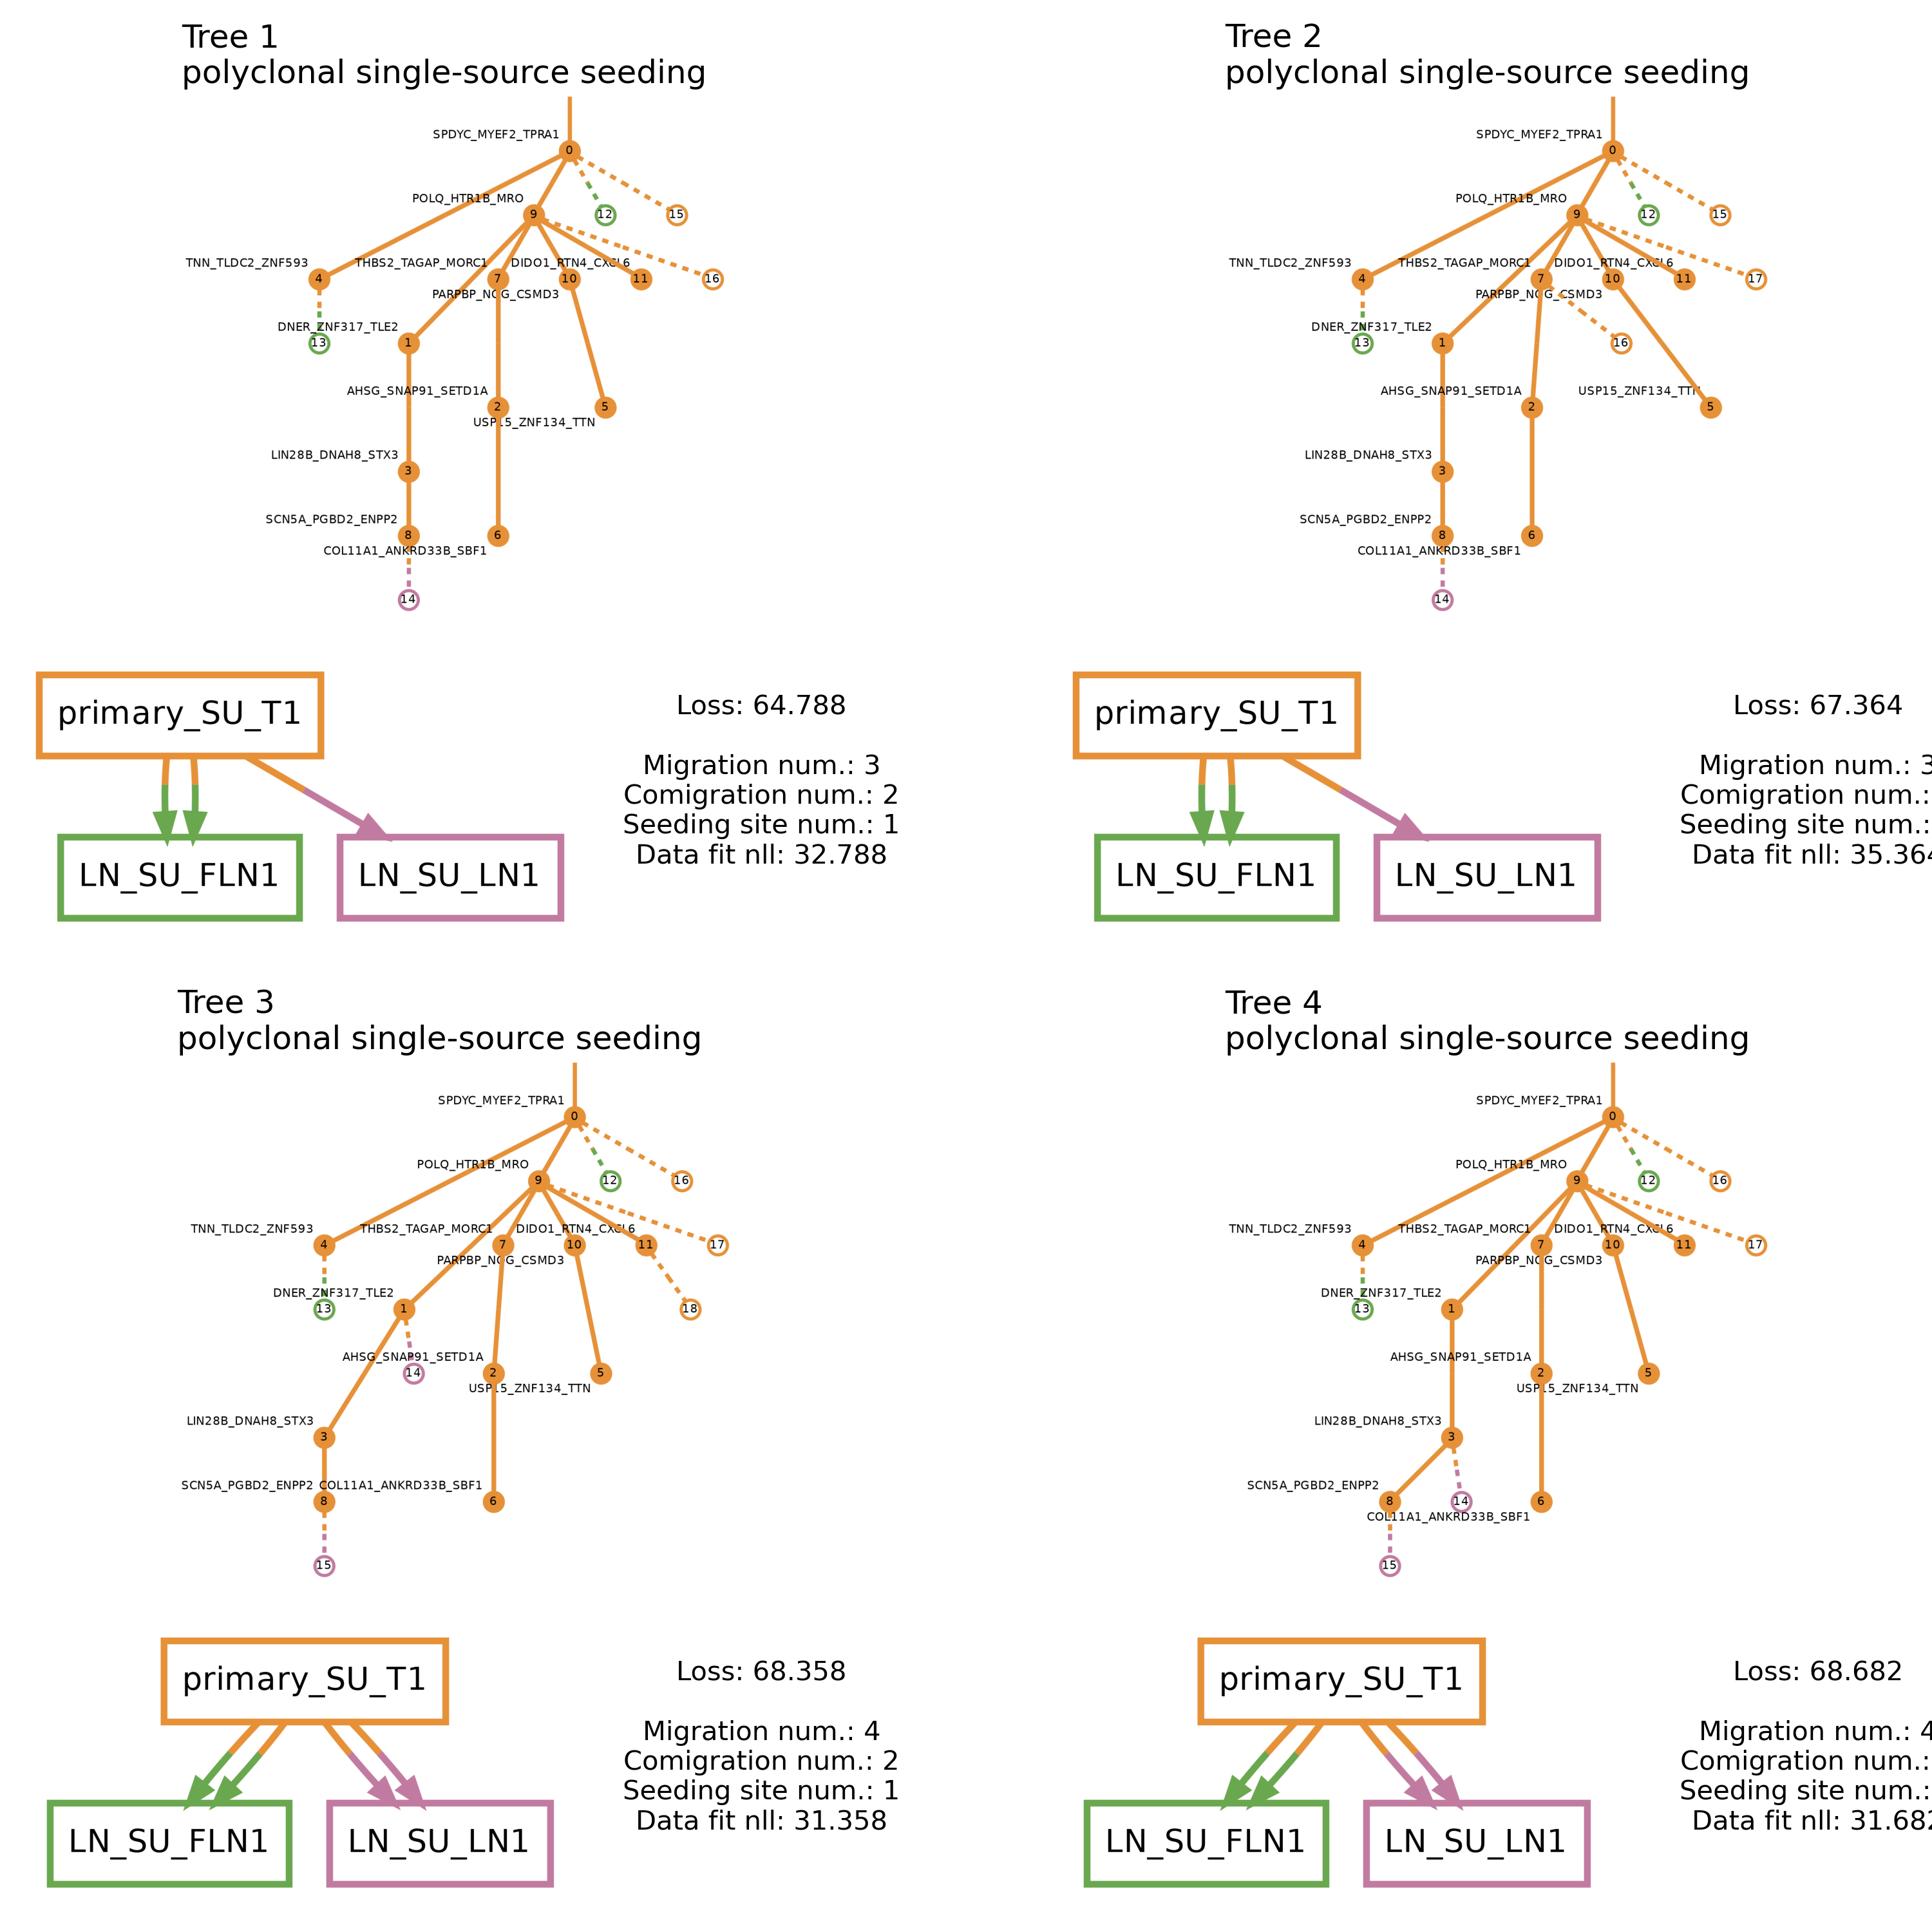 Tree 1
polyclonal single-source seeding
SPDYC_MYEF2_TPRA1
0
POLQ_HTR1B_MRO
9
12
15
TNN_TLDC2_ZNF593
4
THBS2_TAGAP_MORC1
7
DIDO1_RTN4_CXCL6
10
11
16
PARPBP_NOG_CSMD3
DNER_ZNF317_TLE2
13
1
AHSG_SNAP91_SETD1A
2
5
USP15_ZNF134_TTN
LIN28B_DNAH8_STX3
3
SCN5A_PGBD2_ENPP2
8
6
COL11A1_ANKRD33B_SBF1
14
primary_SU_T1
LN_SU_FLN1
LN_SU_LN1
Loss: 64.788
Migration num.: 3
Comigration num.: 2
Seeding site num.: 1
Data fit nll: 32.788
Tree 2
polyclonal single-source seeding
SPDYC_MYEF2_TPRA1
0
POLQ_HTR1B_MRO
9
12
15
TNN_TLDC2_ZNF593
4
THBS2_TAGAP_MORC1
7
DIDO1_RTN4_CXCL6
10
11
17
PARPBP_NOG_CSMD3
DNER_ZNF317_TLE2
13
1
16
AHSG_SNAP91_SETD1A
2
USP15_ZNF134_TTN
5
LIN28B_DNAH8_STX3
3
SCN5A_PGBD2_ENPP2
8
6
COL11A1_ANKRD33B_SBF1
14
primary_SU_T1
LN_SU_FLN1
LN_SU_LN1
Loss: 67.364
Migration num.: 3
Comigration num.:
Seeding site num.:
Data fit nll: 35.364
Tree 3
polyclonal single-source seeding
SPDYC_MYEF2_TPRA1
0
POLQ_HTR1B_MRO
9
12
16
TNN_TLDC2_ZNF593
4
THBS2_TAGAP_MORC1
7
DIDO1_RTN4_CXCL6
10
11
17
PARPBP_NOG_CSMD3
DNER_ZNF317_TLE2
13
1
18
AHSG_SNAP91_SETD1A
14
2
5
USP15_ZNF134_TTN
LIN28B_DNAH8_STX3
3
SCN5A_PGBD2_ENPP2
8
COL11A1_ANKRD33B_SBF1
6
15
primary_SU_T1
LN_SU_FLN1
LN_SU_LN1
Loss: 68.358
Migration num.: 4
Comigration num.: 2
Seeding site num.: 1
Data fit nll: 31.358
Tree 4
polyclonal single-source seeding
SPDYC_MYEF2_TPRA1
0
POLQ_HTR1B_MRO
9
12
16
TNN_TLDC2_ZNF593
4
THBS2_TAGAP_MORC1
7
DIDO1_RTN4_CXCL6
10
11
17
PARPBP_NOG_CSMD3
DNER_ZNF317_TLE2
13
1
AHSG_SNAP91_SETD1A
2
5
USP15_ZNF134_TTN
LIN28B_DNAH8_STX3
3
SCN5A_PGBD2_ENPP2
8
14
6
COL11A1_ANKRD33B_SBF1
15
primary_SU_T1
LN_SU_FLN1
LN_SU_LN1
Loss: 68.682
Migration num.: 4
Comigration num.:
Seeding site num.:
Data fit nll: 31.682